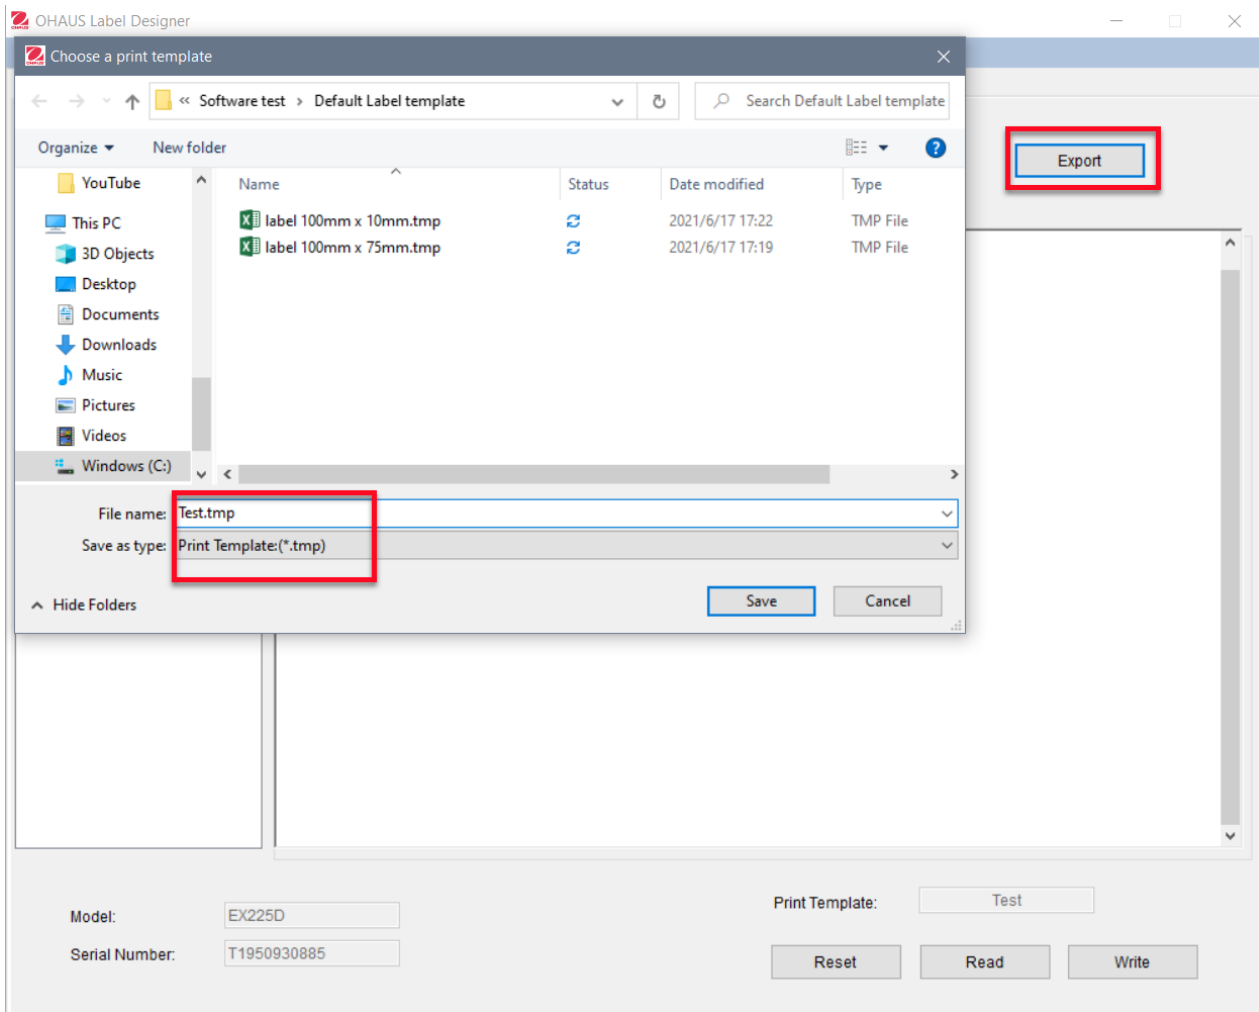 OHAUS Label Designer
Choose a print template
« Software test › Default Label template
Search Default Label template
Organize
New folder
Export
YouTube
This PC
3D Objects
Desktop
Documents
Downloads
Music
Pictures
Videos
Windows (C:)
Name Status Date modified Type
label 100mm x 10mm.tmp 2021/6/17 17:22 TMP File
label 100mm x 75mm.tmp 2021/6/17 17:19 TMP File
File name: Test.tmp
Save as type: Print Template:(*.tmp)
Hide Folders
Save
Cancel
Model: EX225D
Serial Number: T1950930885
Print Template: Test
Reset
Read
Write